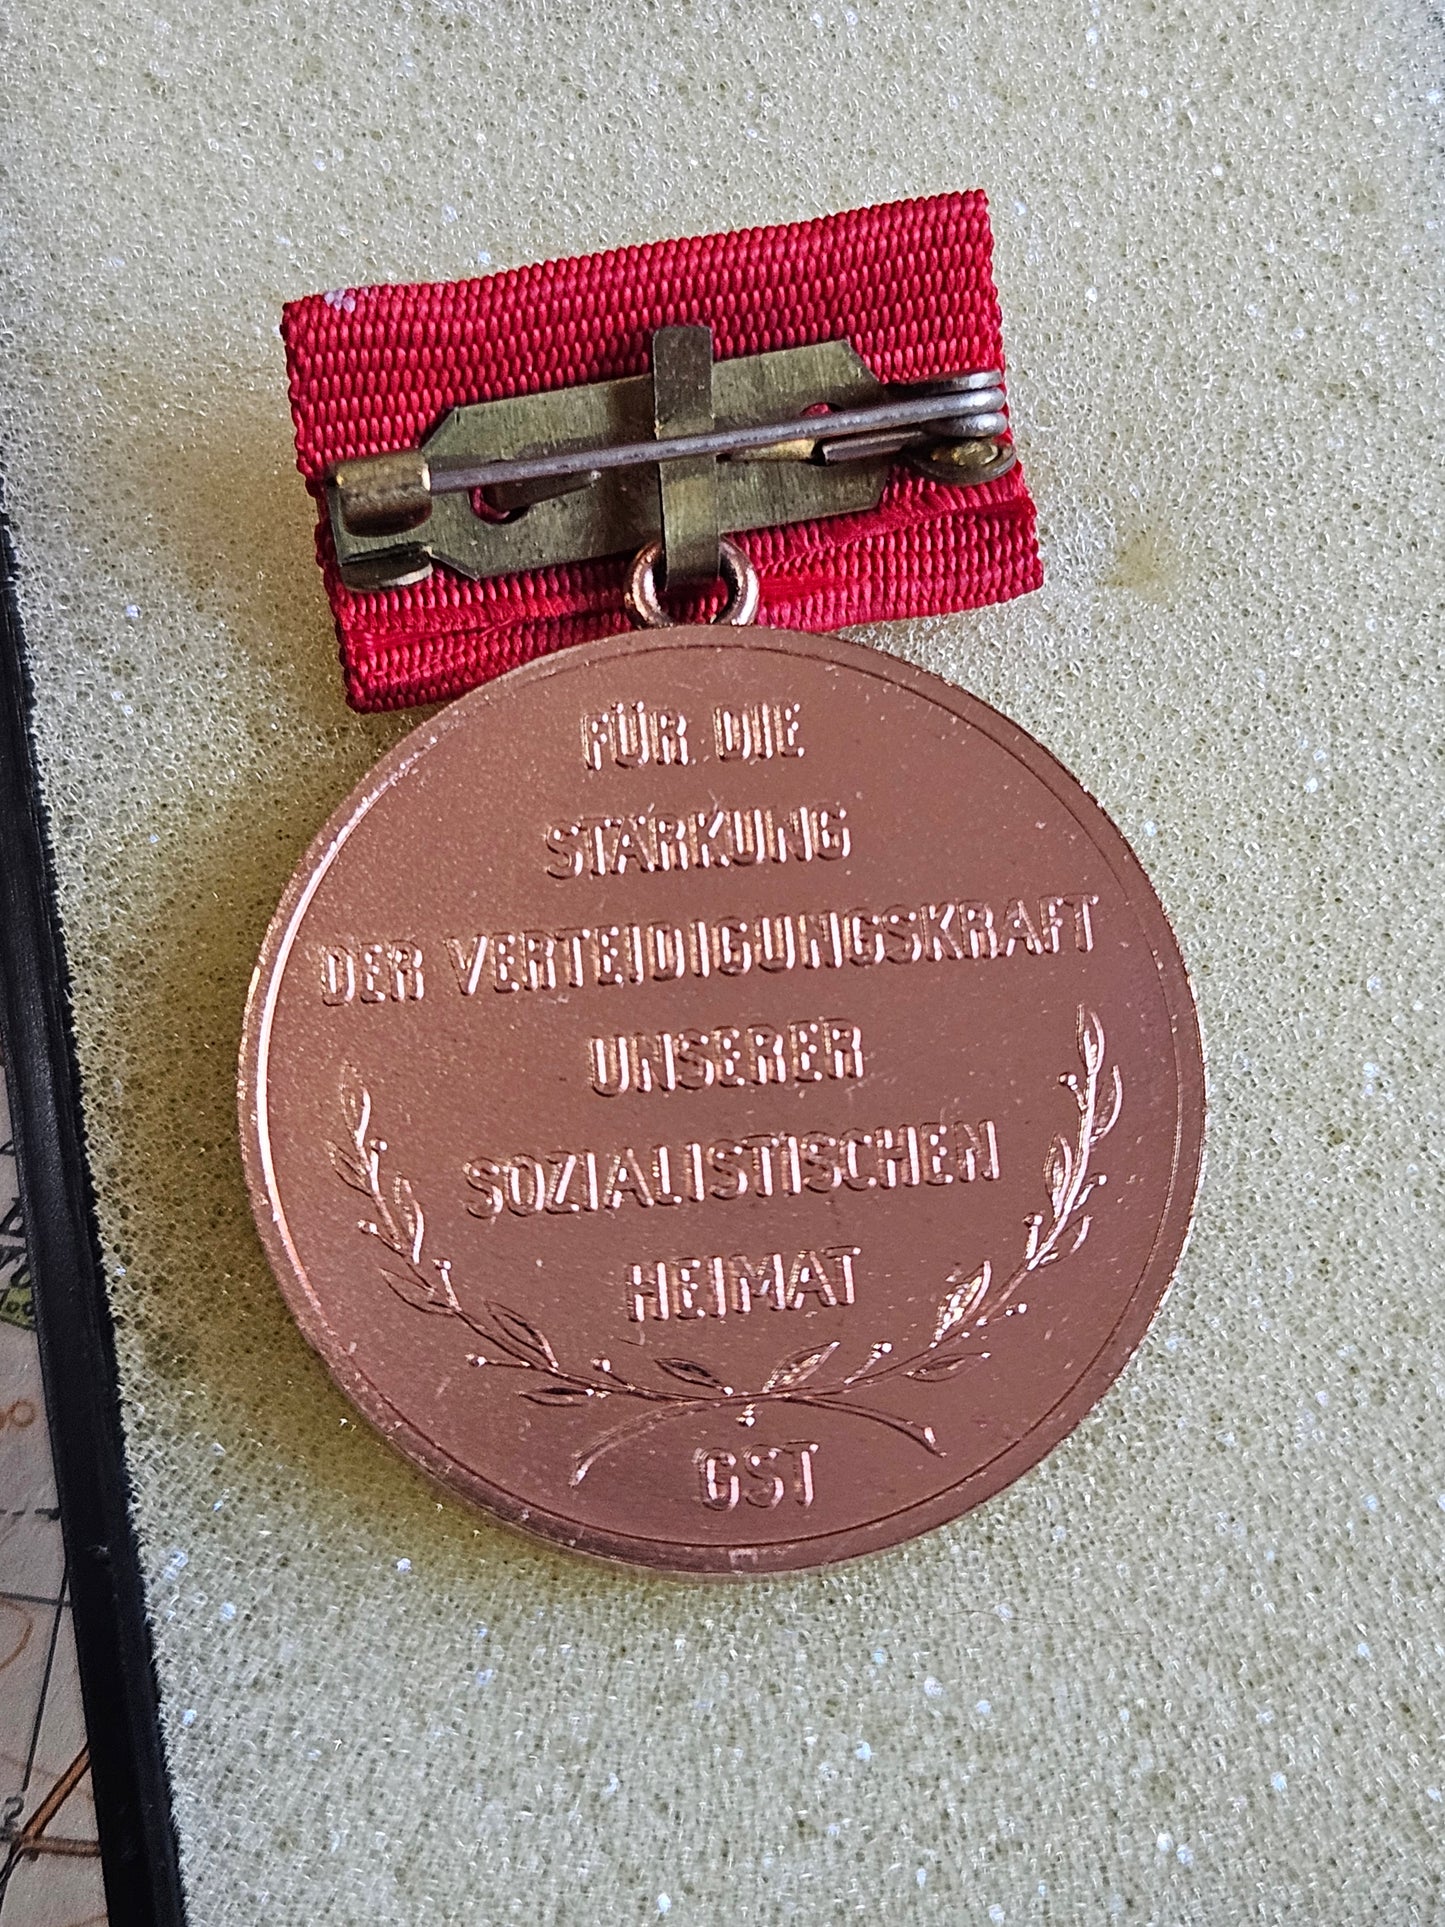 FÜR DIE
STÄRKUNG
DER VERTEIDIGUNGSKRAFT
UNSERER
SOZIALISTISCHEN
HEIMAT
GST